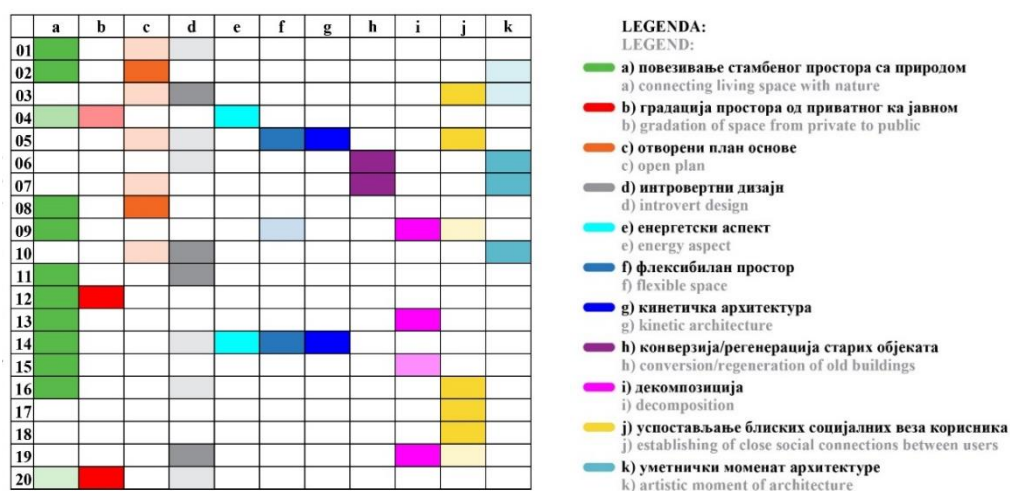 a b c d e f g h i j k
01
02
03
04
05
06
07
08
09
10
11
12
13
14
15
16
17
18
19
20
LEGENDA:
LEGEND:
a) повезивање стамбеног простора са природом
a) connecting living space with nature
b) градација простора од приватног ка јавном
b) gradation of space from private to public
c) отворени план основе
c) open plan
d) интровертни дизајн
d) introvert design
e) енергетски аспект
e) energy aspect
f) флексибилан простор
f) flexible space
g) кинетичка архитектура
g) kinetic architecture
h) конверзија/регенерација старих објеката
h) conversion/regeneration of old buildings
i) декомпозиција
i) decomposition
j) успостављање блиских социјалних веза корисника
j) establishing of close social connections between users
k) уметнички моменат архитектуре
k) artistic moment of architecture